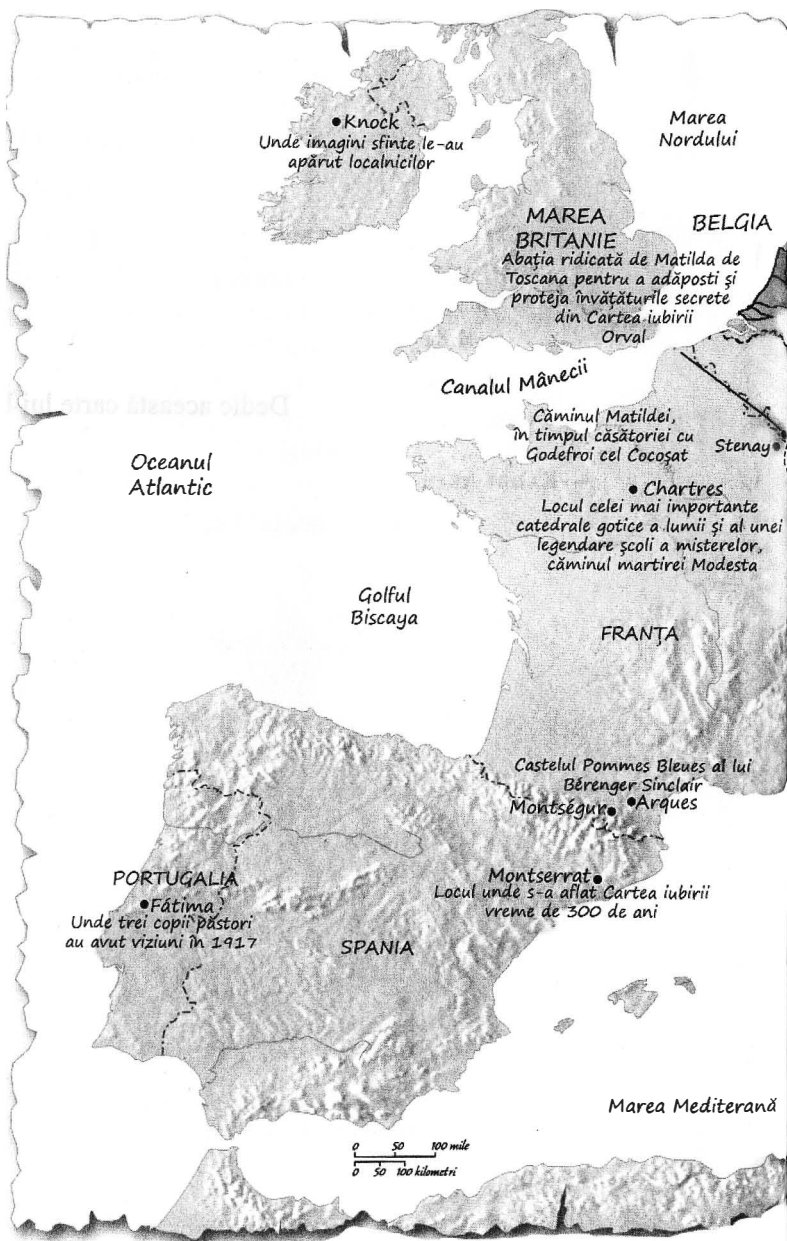 Knock
Unde imagini sfinte le-au
apărut localnicilor
Marea
Nordului
MAREA
BRITANIE
BELGIA
Abația ridicată de Matilda de
Toscana pentru a adăposti și
proteja învățăturile secrete
din Cartea iubirii
Orval
Canalul Mânecii
Căminul Matildei,
în timpul căsătoriei cu
Godefroi cel Cocoșat
Stenay
Oceanul
Atlantic
Chartres
Locul celei mai importante
catedrale gotice a lumii și al unei
legendare școli a misterelor,
căminul martirei Modesta
Golful
Biscaya
FRANȚA
Castelul Pommes Bleues al lui
Bérenger Sinclair
Arques
Montségur
Montserrat
Locul unde s-a aflat Cartea iubirii
vreme de 300 de ani
PORTUGALIA
Fátima
Unde trei copii păstori
au avut viziuni în 1917
SPANIA
Marea Mediterană
0 50 100 mile
0 50 100 kilometri